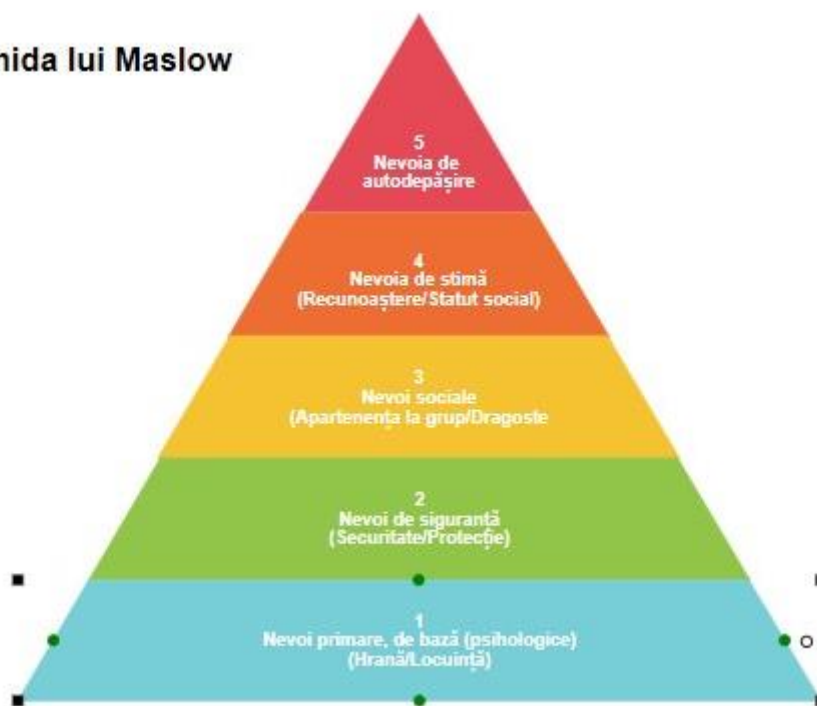 mida lui Maslow
5
Nevoia de
autodepășire
4
Nevoia de stimă
(Recunoaștere/Statut social)
3
Nevoi sociale
(Apartenența la grup/Dragoste
2
Nevoi de siguranță
(Securitate/Protecție)
1
Nevoi primare, de bază (psihologice)
(Hrană/Locuință)